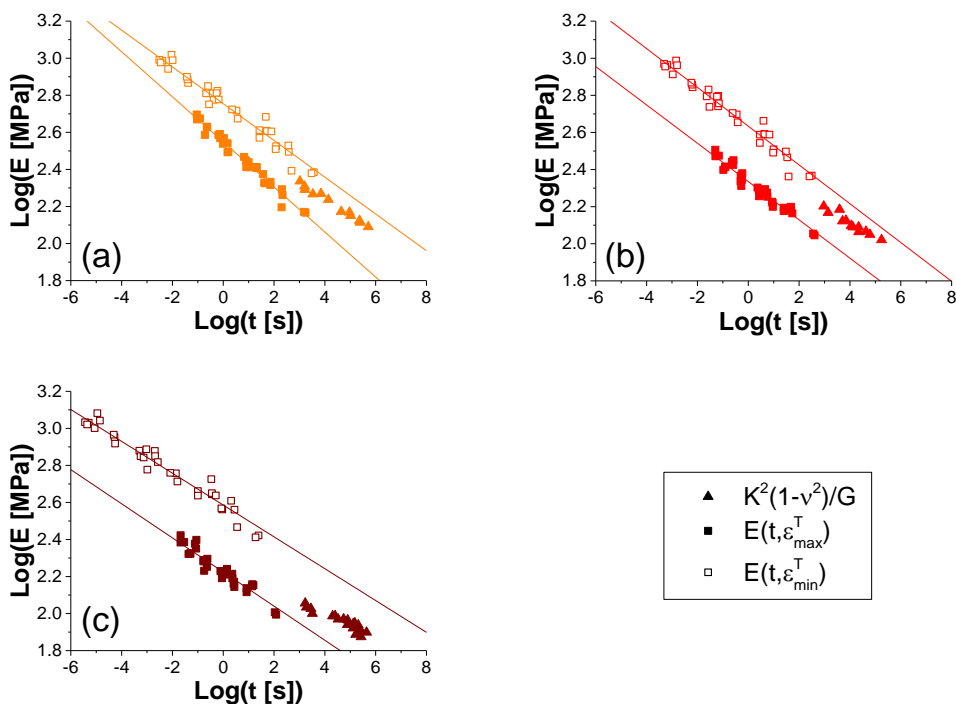 3.2
3.0
2.8
2.6
2.4
2.2
2.0
1.8
Log(E [MPa])
(a)
-6 -4 -2 0 2 4 6 8
Log(t [s])
3.2
3.0
2.8
2.6
2.4
2.2
2.0
1.8
Log(E [MPa])
(b)
-6 -4 -2 0 2 4 6 8
Log(t [s])
3.2
3.0
2.8
2.6
2.4
2.2
2.0
1.8
Log(E [MPa])
(c)
-6 -4 -2 0 2 4 6 8
Log(t [s])
K²(1-ν²)/G
E(t,ε^T_max)
E(t,ε^T_min)